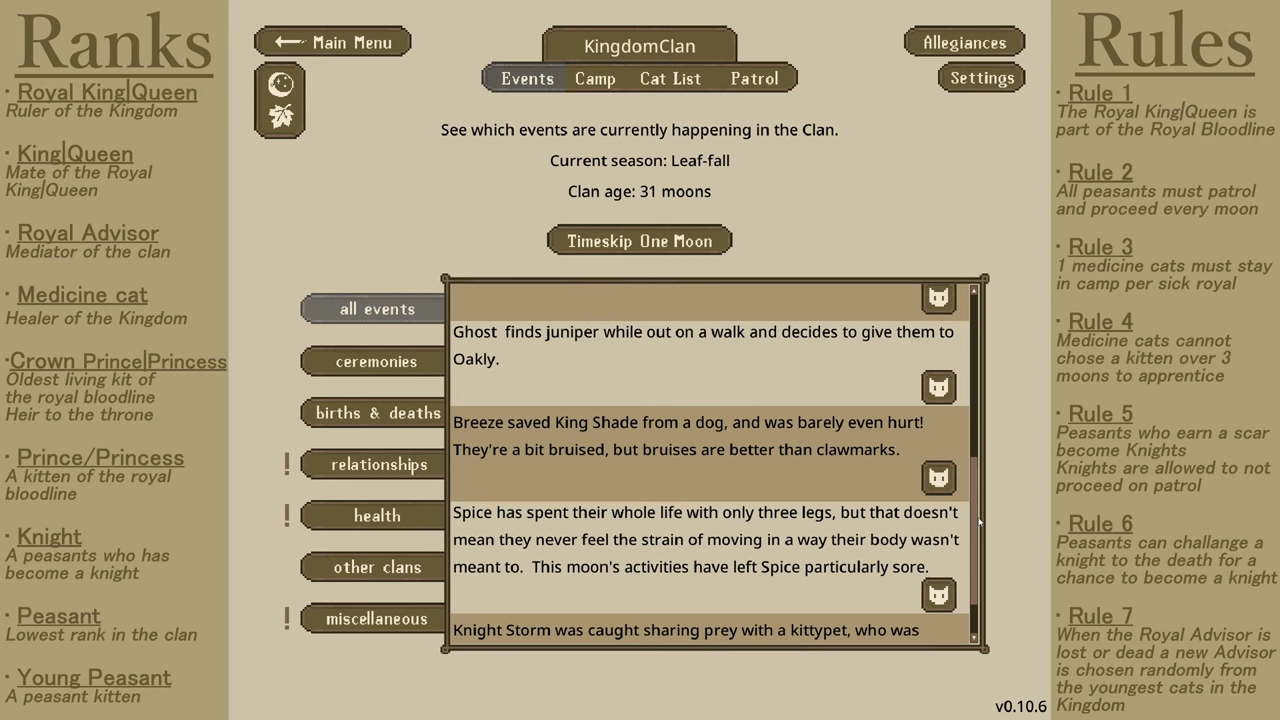 Ranks
· Royal King|Queen
Ruler of the Kingdom
· King|Queen
Mate of the Royal
King|Queen
· Royal Advisor
Mediator of the clan
· Medicine cat
Healer of the Kingdom
·Crown Prince|Princess
Oldest living kit of
the royal bloodline
Heir to the throne
· Prince/Princess
A kitten of the royal
bloodline
· Knight
A peasants who has
become a knight
· Peasant
Lowest rank in the clan
· Young Peasant
A peasant kitten
Main Menu
KingdomClan
Allegiances
Events
Camp
Cat List
Patrol
Settings
See which events are currently happening in the Clan.
Current season: Leaf-fall
Clan age: 31 moons
Timeskip One Moon
all events
ceremonies
births & deaths
! relationships
! health
other clans
! miscellaneous
Ghost finds juniper while out on a walk and decides to give them to
Oakly.
Breeze saved King Shade from a dog, and was barely even hurt!
They're a bit bruised, but bruises are better than clawmarks.
Spice has spent their whole life with only three legs, but that doesn't
mean they never feel the strain of moving in a way their body wasn't
meant to. This moon's activities have left Spice particularly sore.
Knight Storm was caught sharing prey with a kittypet, who was
v0.10.6
Rules
· Rule 1
The Royal King|Queen is
part of the Royal Bloodline
· Rule 2
All peasants must patrol
and proceed every moon
· Rule 3
1 medicine cats must stay
in camp per sick royal
· Rule 4
Medicine cats cannot
chose a kitten over 3
moons to apprentice
· Rule 5
Peasants who earn a scar
become Knights
Knights are allowed to not
proceed on patrol
· Rule 6
Peasants can challange a
knight to the death for a
chance to become a knight
· Rule 7
When the Royal Advisor is
lost or dead a new Advisor
is chosen randomly from
the youngest cats in the
Kingdom